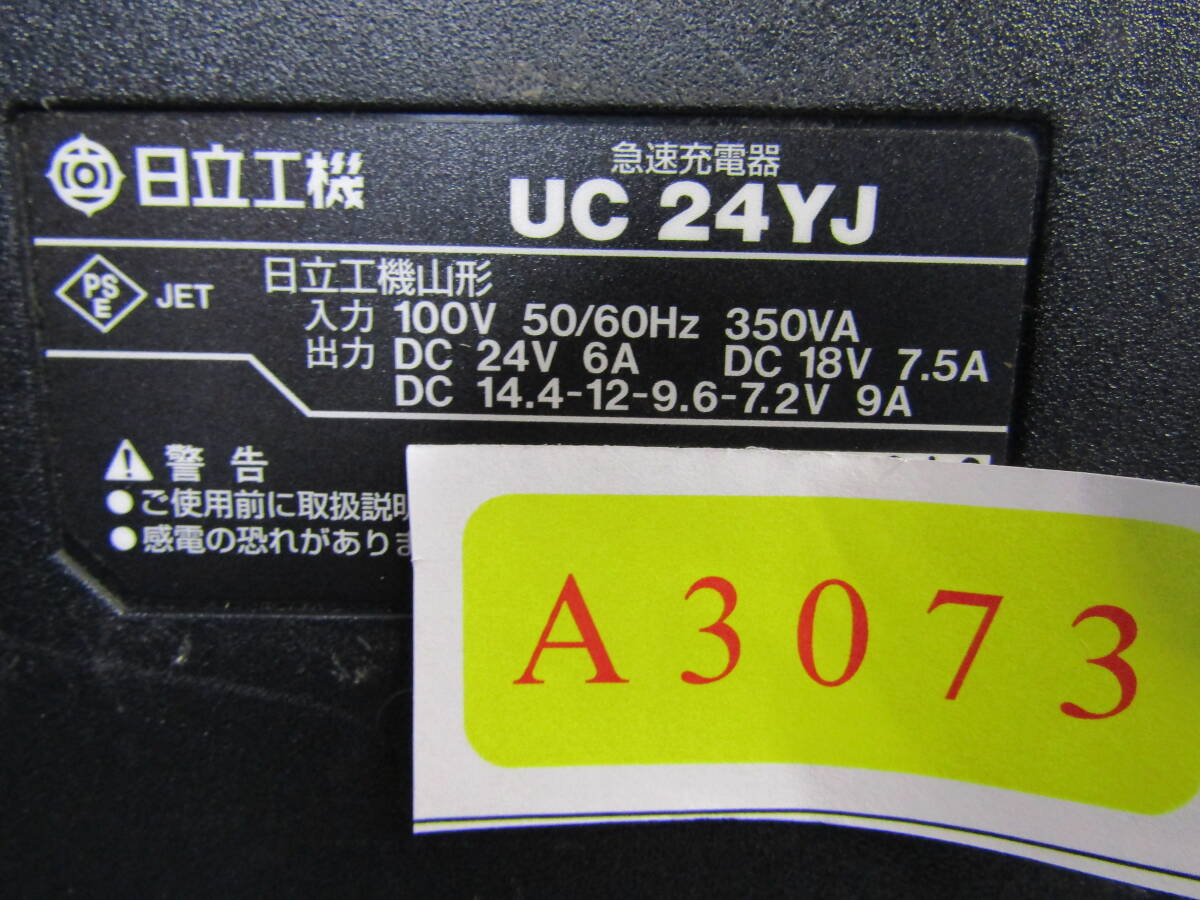 日立工機
急速充電器
UC 24YJ
PSE JET
日立工機山形
入力 100V 50/60Hz 350VA
出力 DC 24V 6A DC 18V 7.5A
DC 14.4-12-9.6-7.2V 9A
警告
●ご使用前に取扱説
●感電の恐れがありま
A3073